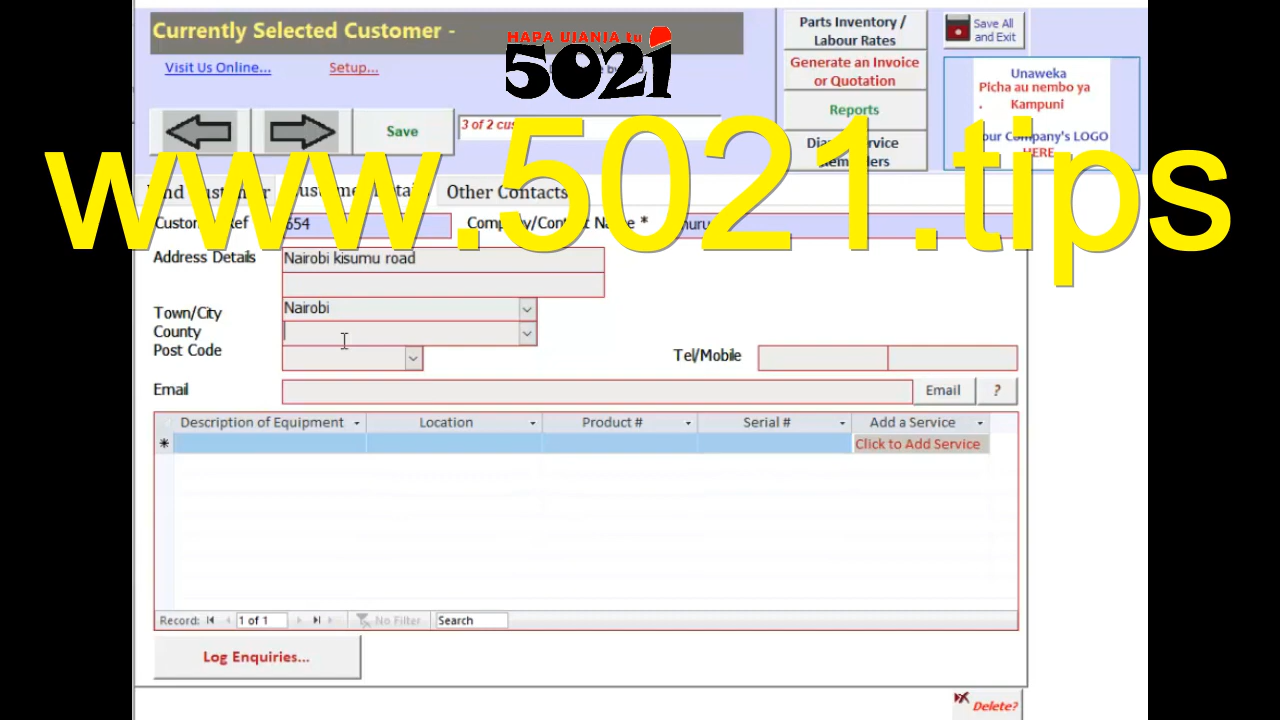 Currently Selected Customer -
HAPA UJANJA tu
5021
Visit Us Online...
Setup...
Parts Inventory /
Labour Rates
Generate an Invoice
or Quotation
Reports
Save All
and Exit
Unaweka
Picha au nembo ya
Kampuni
your Company's LOGO
HERE
Save
3 of 2
www.5021.tips
Other Contacts
Address Details
Nairobi kisumu road
Town/City
Nairobi
County
Post Code
Tel/Mobile
Email
Email
?
Description of Equipment
Location
Product #
Serial #
Add a Service
Click to Add Service
Record:
1 of 1
No Filter
Search
Log Enquiries...
Delete?